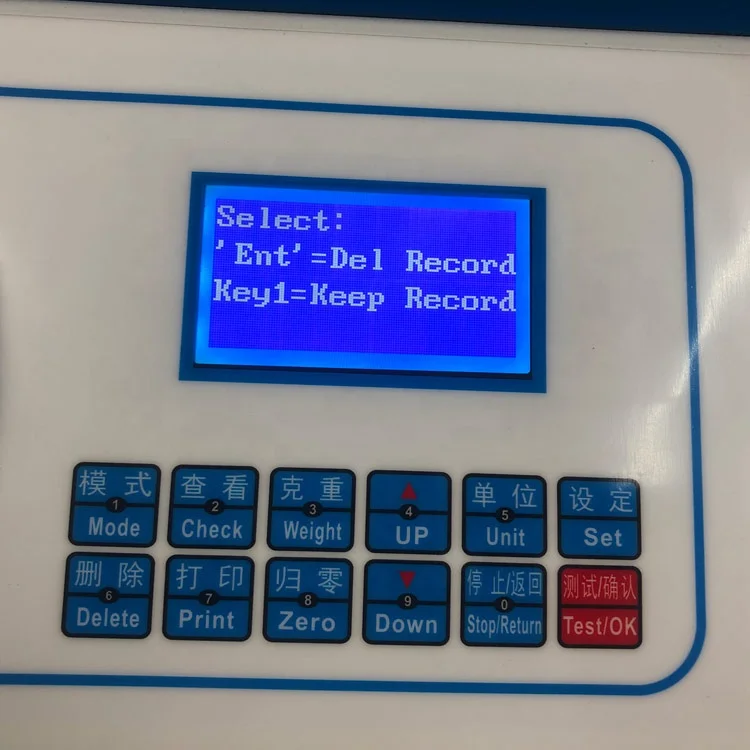 Select:
'Ent'=Del Record
Key1=Keep Record
模式 查看 克重 ▲ 单位 设定
1 2 3 4 5
Mode Check Weight UP Unit Set
删除 打印 归零 ▼ 停止/返回 测试/确认
6 7 8 9 0
Delete Print Zero Down Stop/Return Test/OK